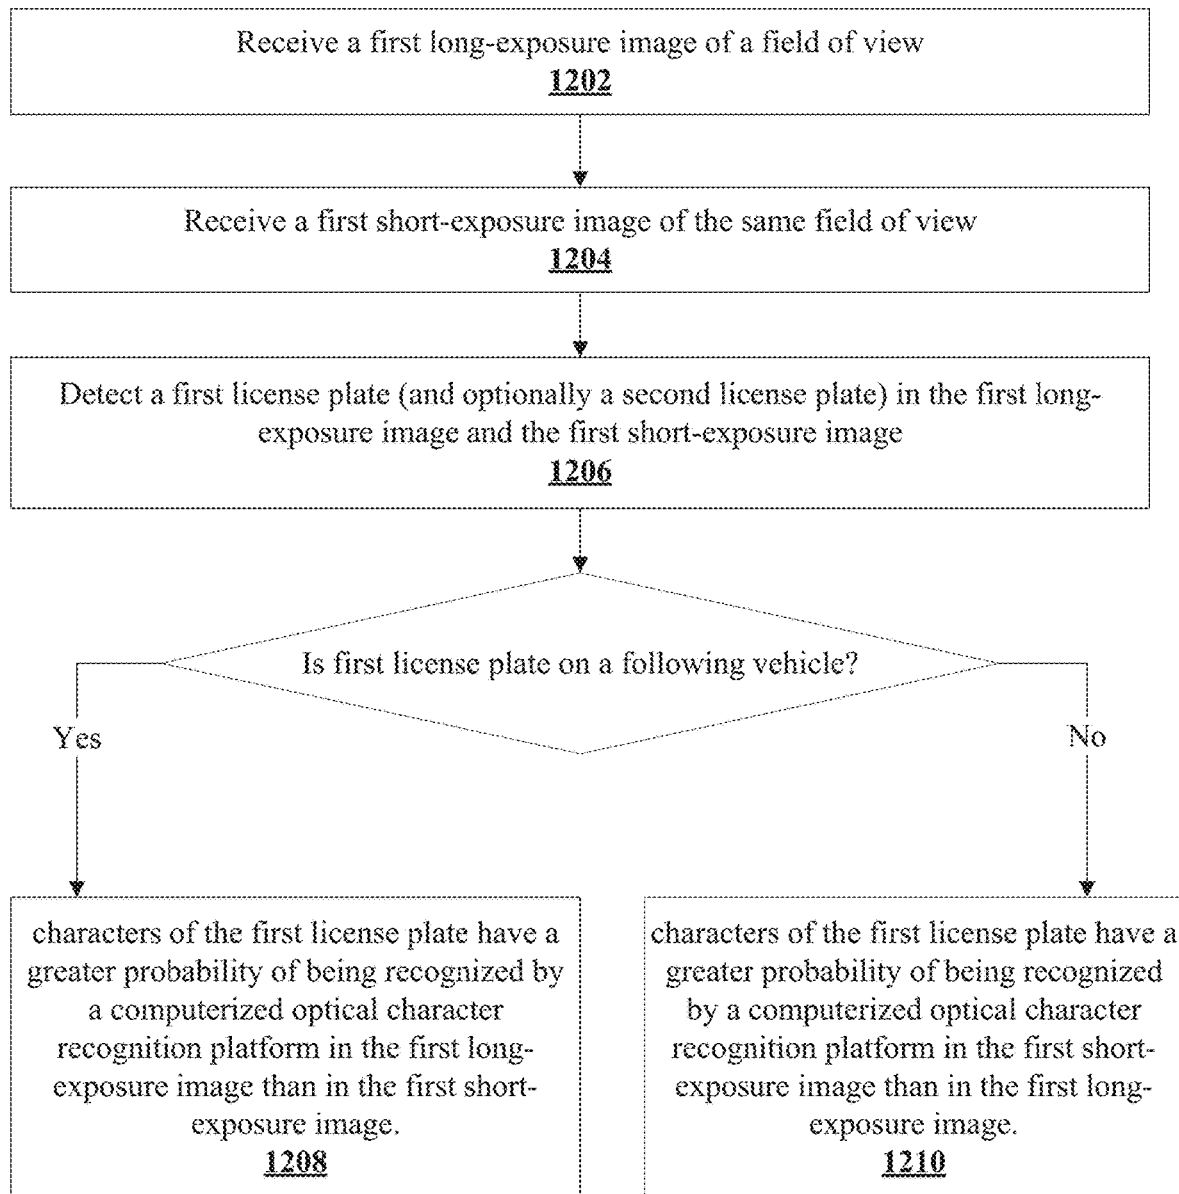 Receive a first long-exposure image of a field of view
1202
Receive a first short-exposure image of the same field of view
1204
Detect a first license plate (and optionally a second license plate) in the first long-
exposure image and the first short-exposure image
1206
Is first license plate on a following vehicle?
Yes
No
characters of the first license plate have a
greater probability of being recognized by
a computerized optical character
recognition platform in the first long-
exposure image than in the first short-
exposure image.
1208
characters of the first license plate have a
greater probability of being recognized
by a computerized optical character
recognition platform in the first short-
exposure image than in the first long-
exposure image.
1210